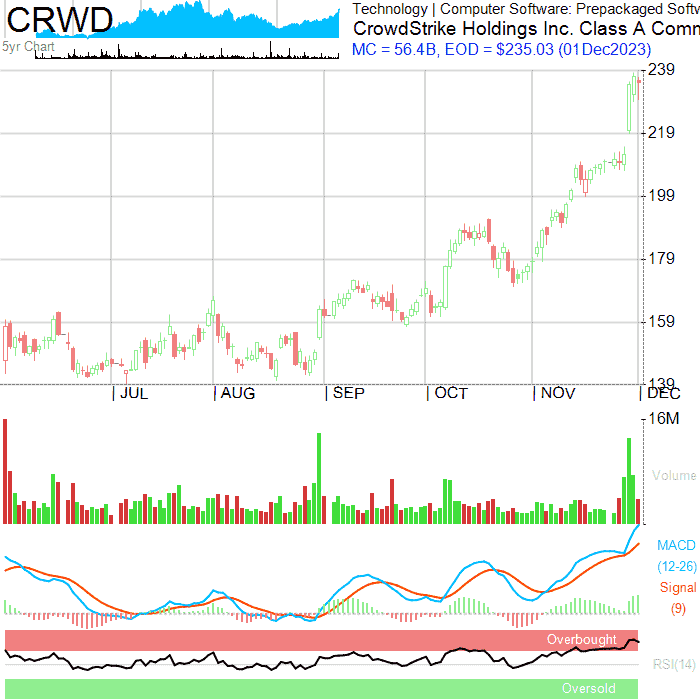 CRWD
Technology | Computer Software: Prepackaged Softw
CrowdStrike Holdings Inc. Class A Comm
5yr Chart
MC = 56.4B, EOD = $235.03 (01Dec2023)
239
219
199
179
159
139
| JUL | AUG | SEP | OCT | NOV | DEC
16M
Volume
MACD
(12-26)
Signal
(9)
Overbought
RSI(14)
Oversold